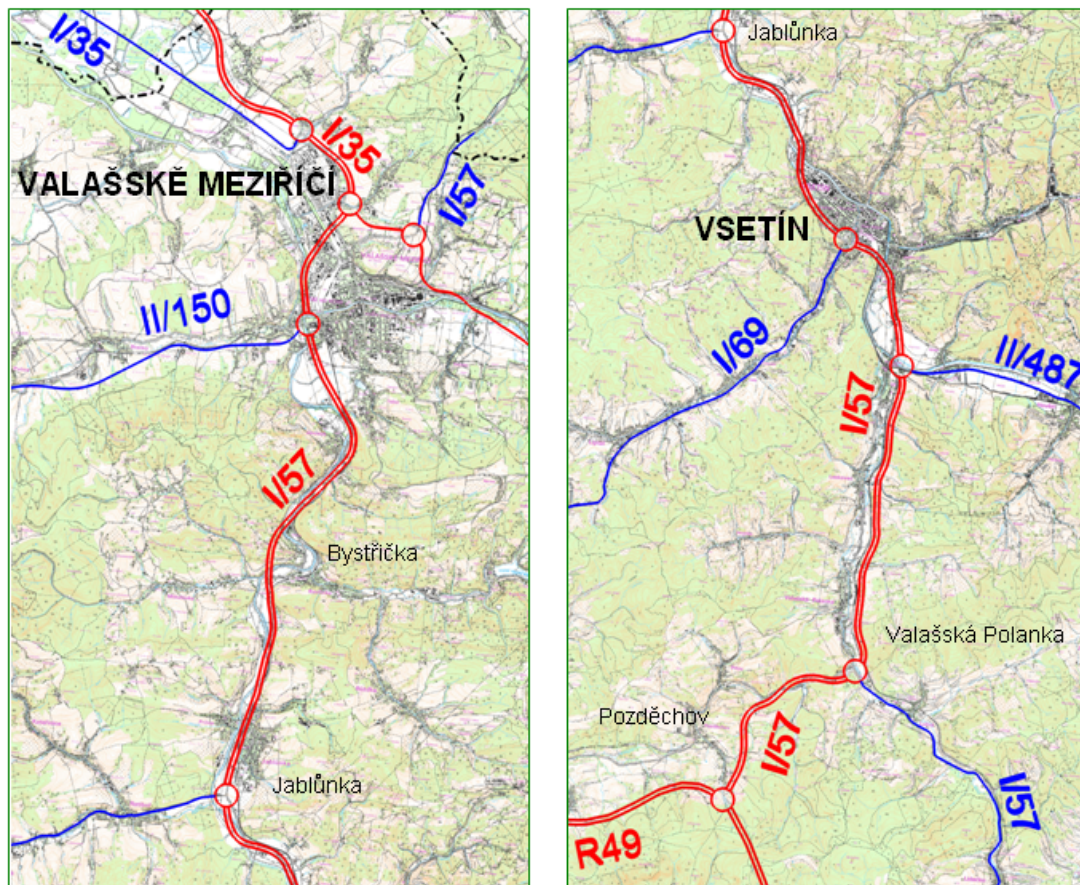 I/35
I/35
VALAŠSKÉ MEZIŘÍČÍ
I/57
II/150
I/57
Bystřička
Jablůnka
Jablůnka
VSETÍN
I/69
II/487
I/57
Valašská Polanka
Pozděchov
I/57
I/57
R49